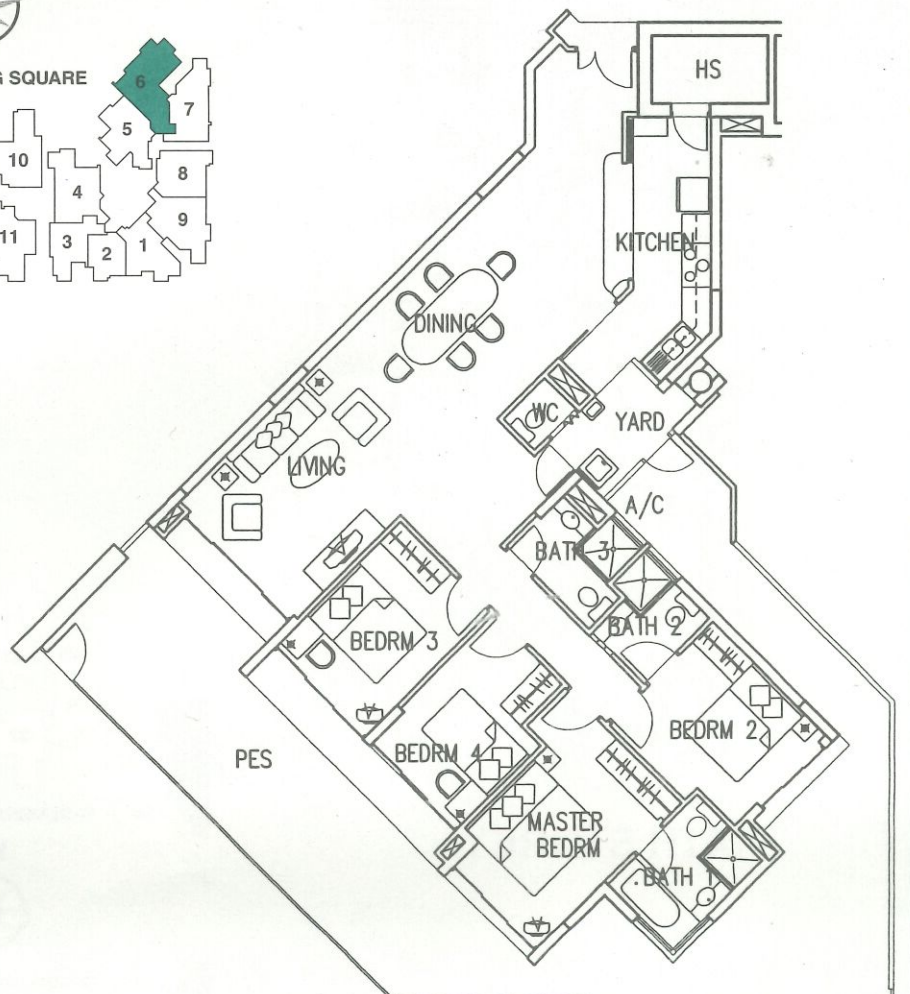 G SQUARE
6
7
5
10
8
4
9
11
3
2
1
HS
KITCHEN
DINING
WC
YARD
LIVING
A/C
BATH 3
BATH 2
BEDRM 3
BEDRM 2
BEDRM 4
PES
MASTER
BEDRM
BATH 1